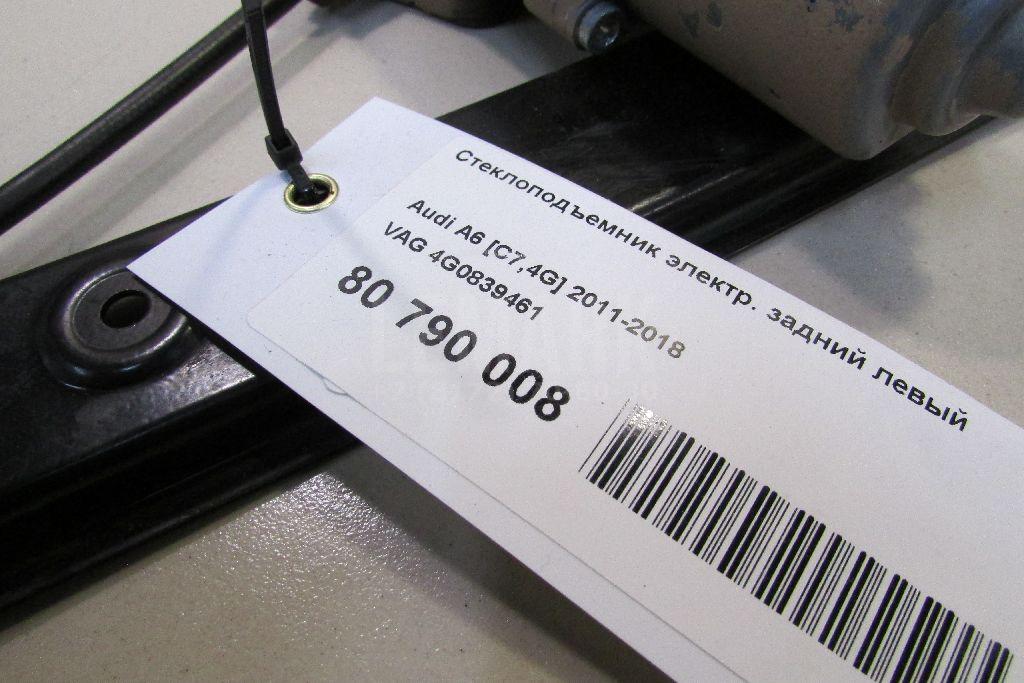 Стеклоподъемник электр. задний левый
Audi A6 [C7,4G] 2011-2018
VAG 4G0839461
80 790 008